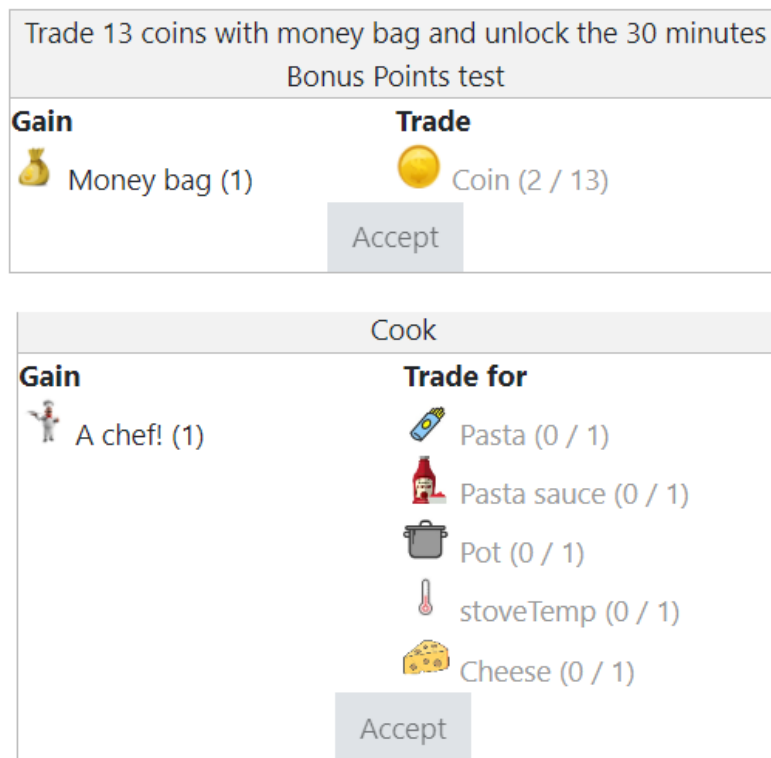 Trade 13 coins with money bag and unlock the 30 minutes
Bonus Points test
Gain
Trade
Money bag (1)
Coin (2 / 13)
Accept
Cook
Gain
Trade for
A chef! (1)
Pasta (0 / 1)
Pasta sauce (0 / 1)
Pot (0 / 1)
stoveTemp (0 / 1)
Cheese (0 / 1)
Accept